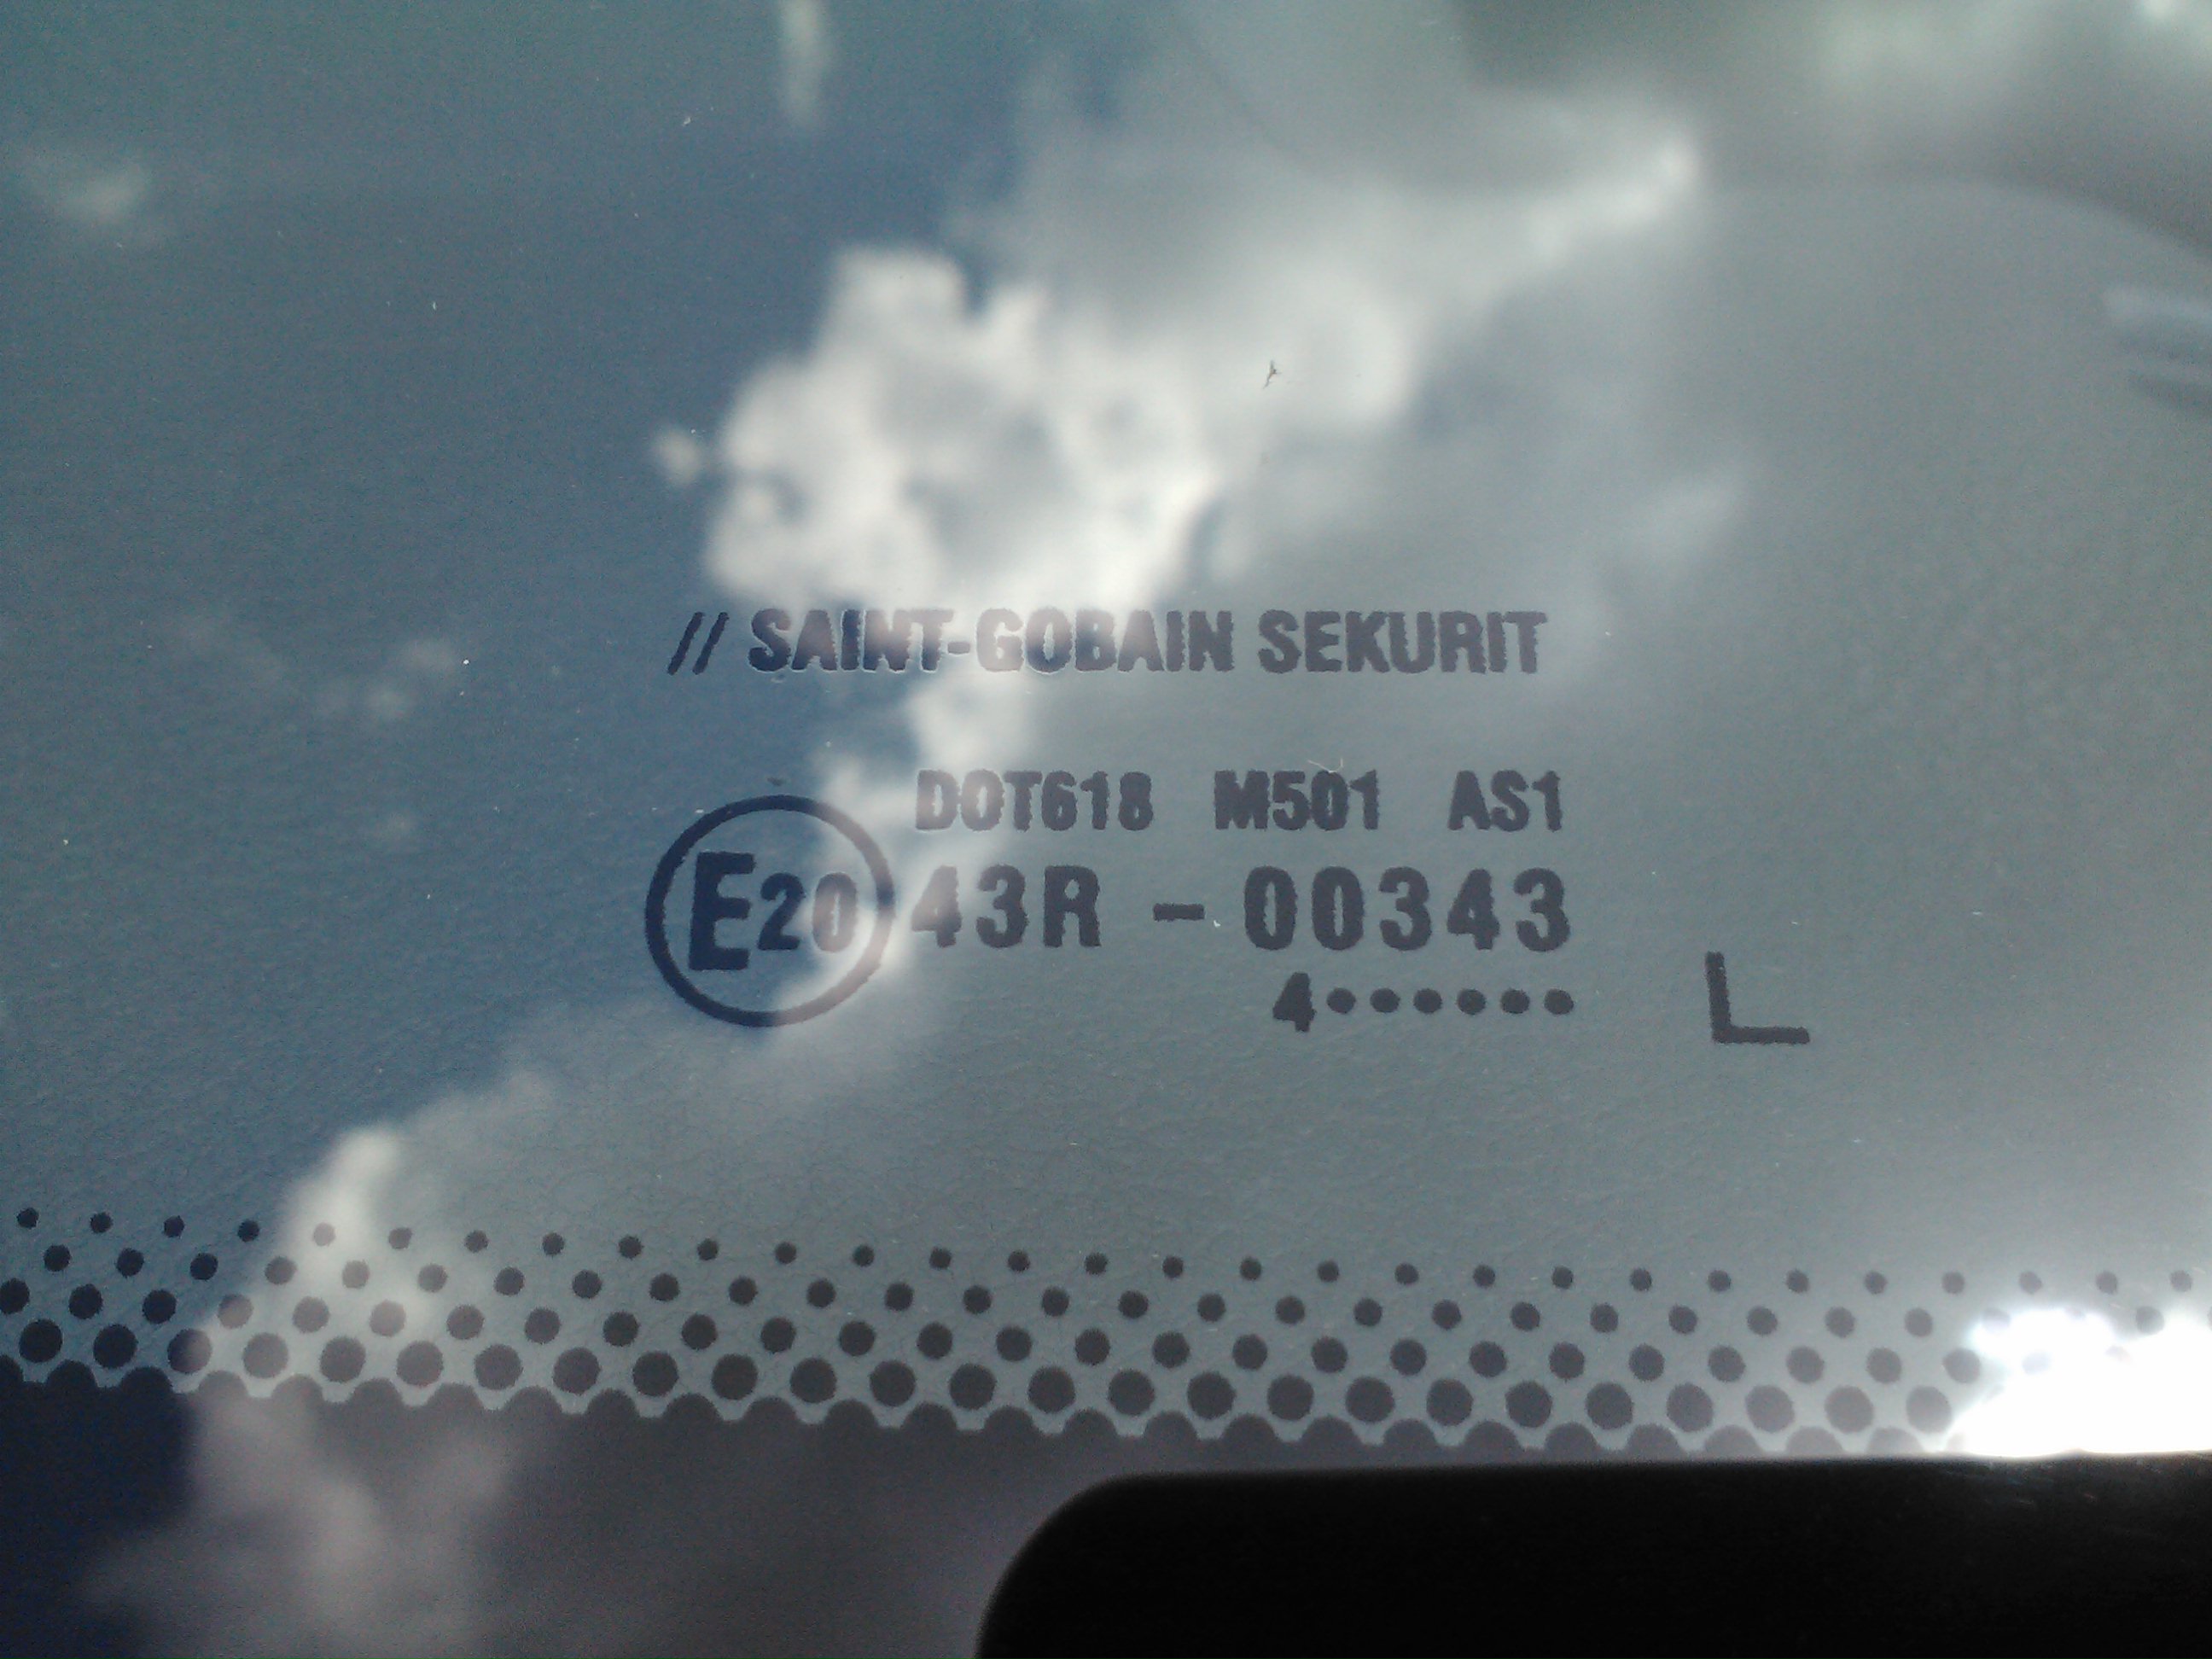 // SAINT-GOBAIN SEKURIT
DOT618 M501 AS1
E20 43R - 00343
4••••••
L